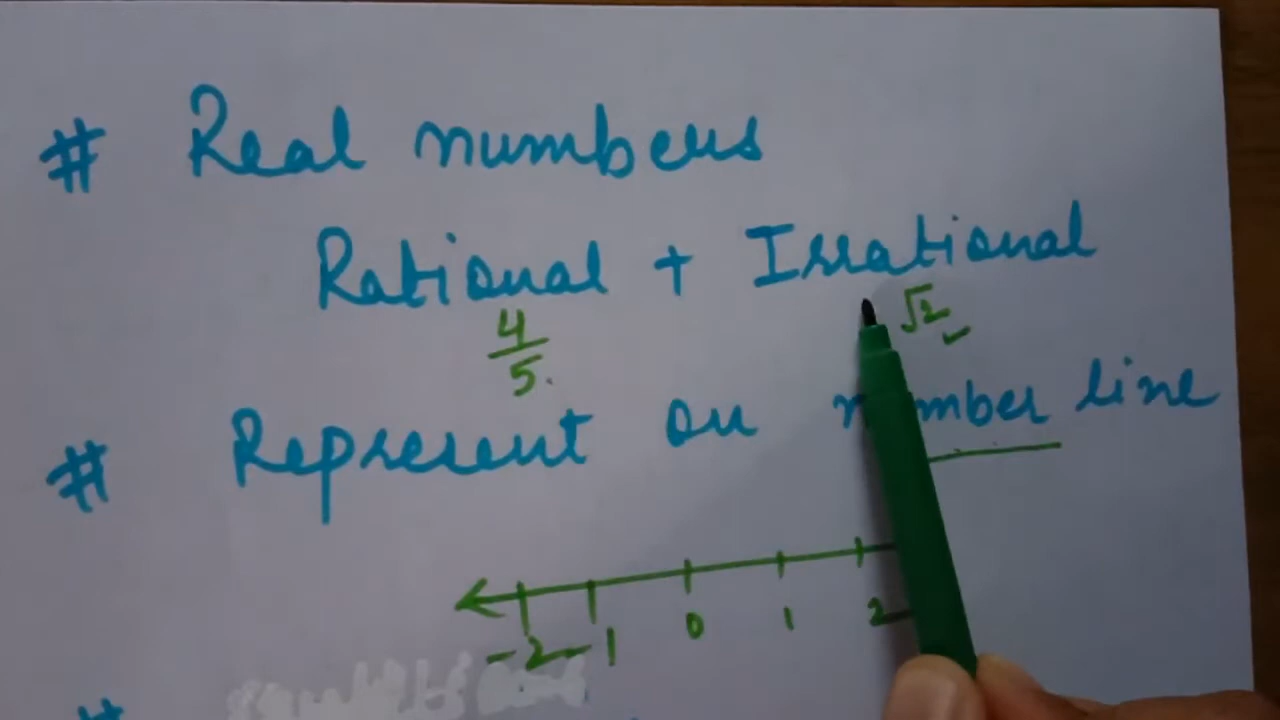 # Real numbers
Rational + Irrational
4/5. √2 ✓
# Represent on number line
-2 -1 0 1 2
#